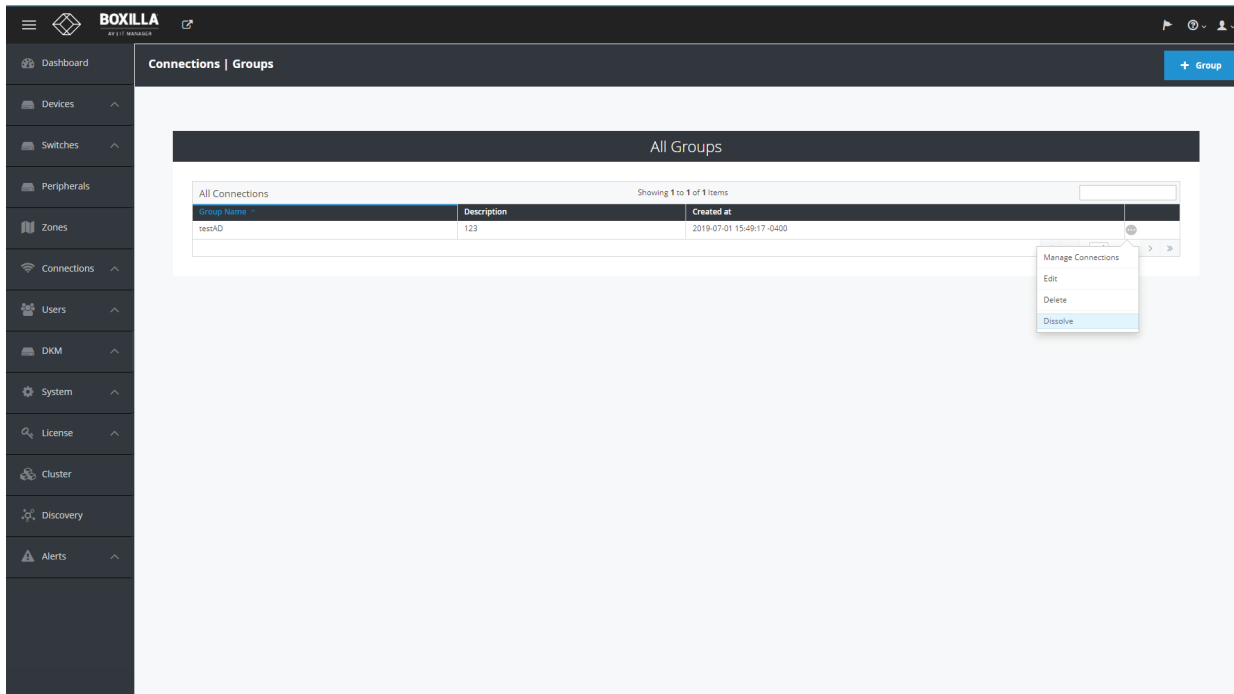 BOXILLA
AV | IT MANAGER
Dashboard
Connections | Groups
+ Group
Devices
Switches
Peripherals
Zones
Connections
Users
DKM
System
License
Cluster
Discovery
Alerts
All Groups
All Connections
Showing 1 to 1 of 1 Items
Group Name Description Created at
testAD 123 2019-07-01 15:49:17 -0400
Manage Connections
Edit
Delete
Dissolve